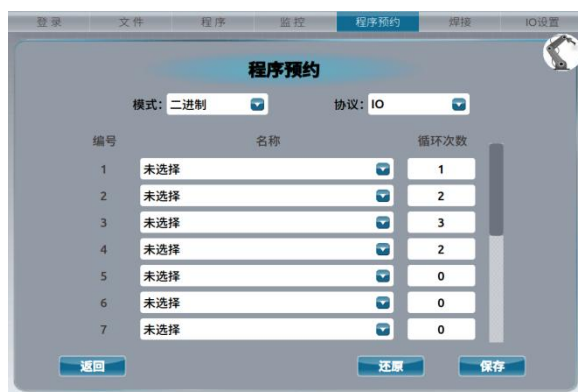 登录 文件 程序 监控 程序预约 焊接 IO设置
程序预约
模式: 二进制 协议: IO
编号 名称 循环次数
1 未选择 1
2 未选择 2
3 未选择 3
4 未选择 2
5 未选择 0
6 未选择 0
7 未选择 0
返回 还原 保存